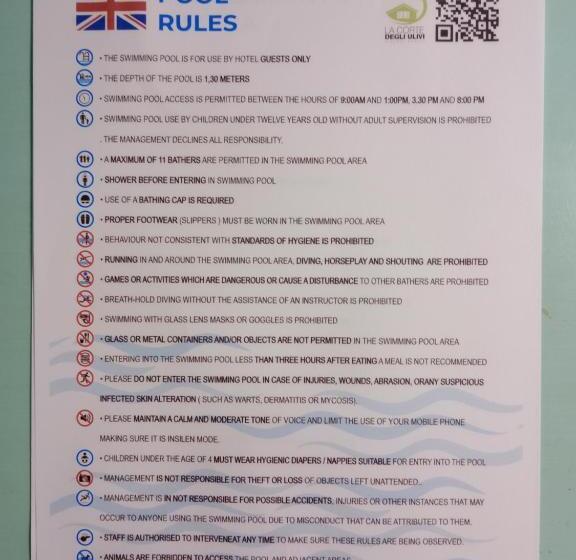 POOL
RULES
LA CORTE
DEGLI ULIVI
• THE SWIMMING POOL IS FOR USE BY HOTEL GUESTS ONLY
• THE DEPTH OF THE POOL IS 1,30 METERS
• SWIMMING POOL ACCESS IS PERMITTED BETWEEN THE HOURS OF 9:00AM AND 1:00PM, 3.30 PM AND 8:00 PM
• SWIMMING POOL USE BY CHILDREN UNDER TWELVE YEARS OLD WITHOUT ADULT SUPERVISION IS PROHIBITED
. THE MANAGEMENT DECLINES ALL RESPONSIBILITY.
• A MAXIMUM OF 11 BATHERS ARE PERMITTED IN THE SWIMMING POOL AREA
• SHOWER BEFORE ENTERING IN SWIMMING POOL
• USE OF A BATHING CAP IS REQUIRED
• PROPER FOOTWEAR (SLIPPERS ) MUST BE WORN IN THE SWIMMING POOL AREA
• BEHAVIOUR NOT CONSISTENT WITH STANDARDS OF HYGIENE IS PROHIBITED
• RUNNING IN AND AROUND THE SWIMMING POOL AREA, DIVING, HORSEPLAY AND SHOUTING ARE PROHIBITED
• GAMES OR ACTIVITIES WHICH ARE DANGEROUS OR CAUSE A DISTURBANCE TO OTHER BATHERS ARE PROHIBITED
• BREATH-HOLD DIVING WITHOUT THE ASSISTANCE OF AN INSTRUCTOR IS PROHIBITED
• SWIMMING WITH GLASS LENS MASKS OR GOGGLES IS PROHIBITED
• GLASS OR METAL CONTAINERS AND/OR OBJECTS ARE NOT PERMITTED IN THE SWIMMING POOL AREA
• ENTERING INTO THE SWIMMING POOL LESS THAN THREE HOURS AFTER EATING A MEAL IS NOT RECOMMENDED
• PLEASE DO NOT ENTER THE SWIMMING POOL IN CASE OF INJURIES, WOUNDS, ABRASION, ORANY SUSPICIOUS
INFECTED SKIN ALTERATION ( SUCH AS WARTS, DERMATITIS OR MYCOSIS).
• PLEASE MAINTAIN A CALM AND MODERATE TONE OF VOICE AND LIMIT THE USE OF YOUR MOBILE PHONE
MAKING SURE IT IS INSILEN MODE.
• CHILDREN UNDER THE AGE OF 4 MUST WEAR HYGIENIC DIAPERS / NAPPIES SUITABLE FOR ENTRY INTO THE POOL
• MANAGEMENT IS NOT RESPONSIBLE FOR THEFT OR LOSS OF OBJECTS LEFT UNATTENDED..
• MANAGEMENT IS IN NOT RESPONSIBLE FOR POSSIBLE ACCIDENTS, INJURIES OR OTHER INSTANCES THAT MAY
OCCUR TO ANYONE USING THE SWIMMING POOL DUE TO MISCONDUCT THAT CAN BE ATTRIBUTED TO THEM.
• STAFF IS AUTHORISED TO INTERVENEAT ANY TIME TO MAKE SURE THESE RULES ARE BEING OBSERVED.
• ANIMALS ARE FORBIDDEN TO ACCESS THE POOL AND ADJACENT AREAS